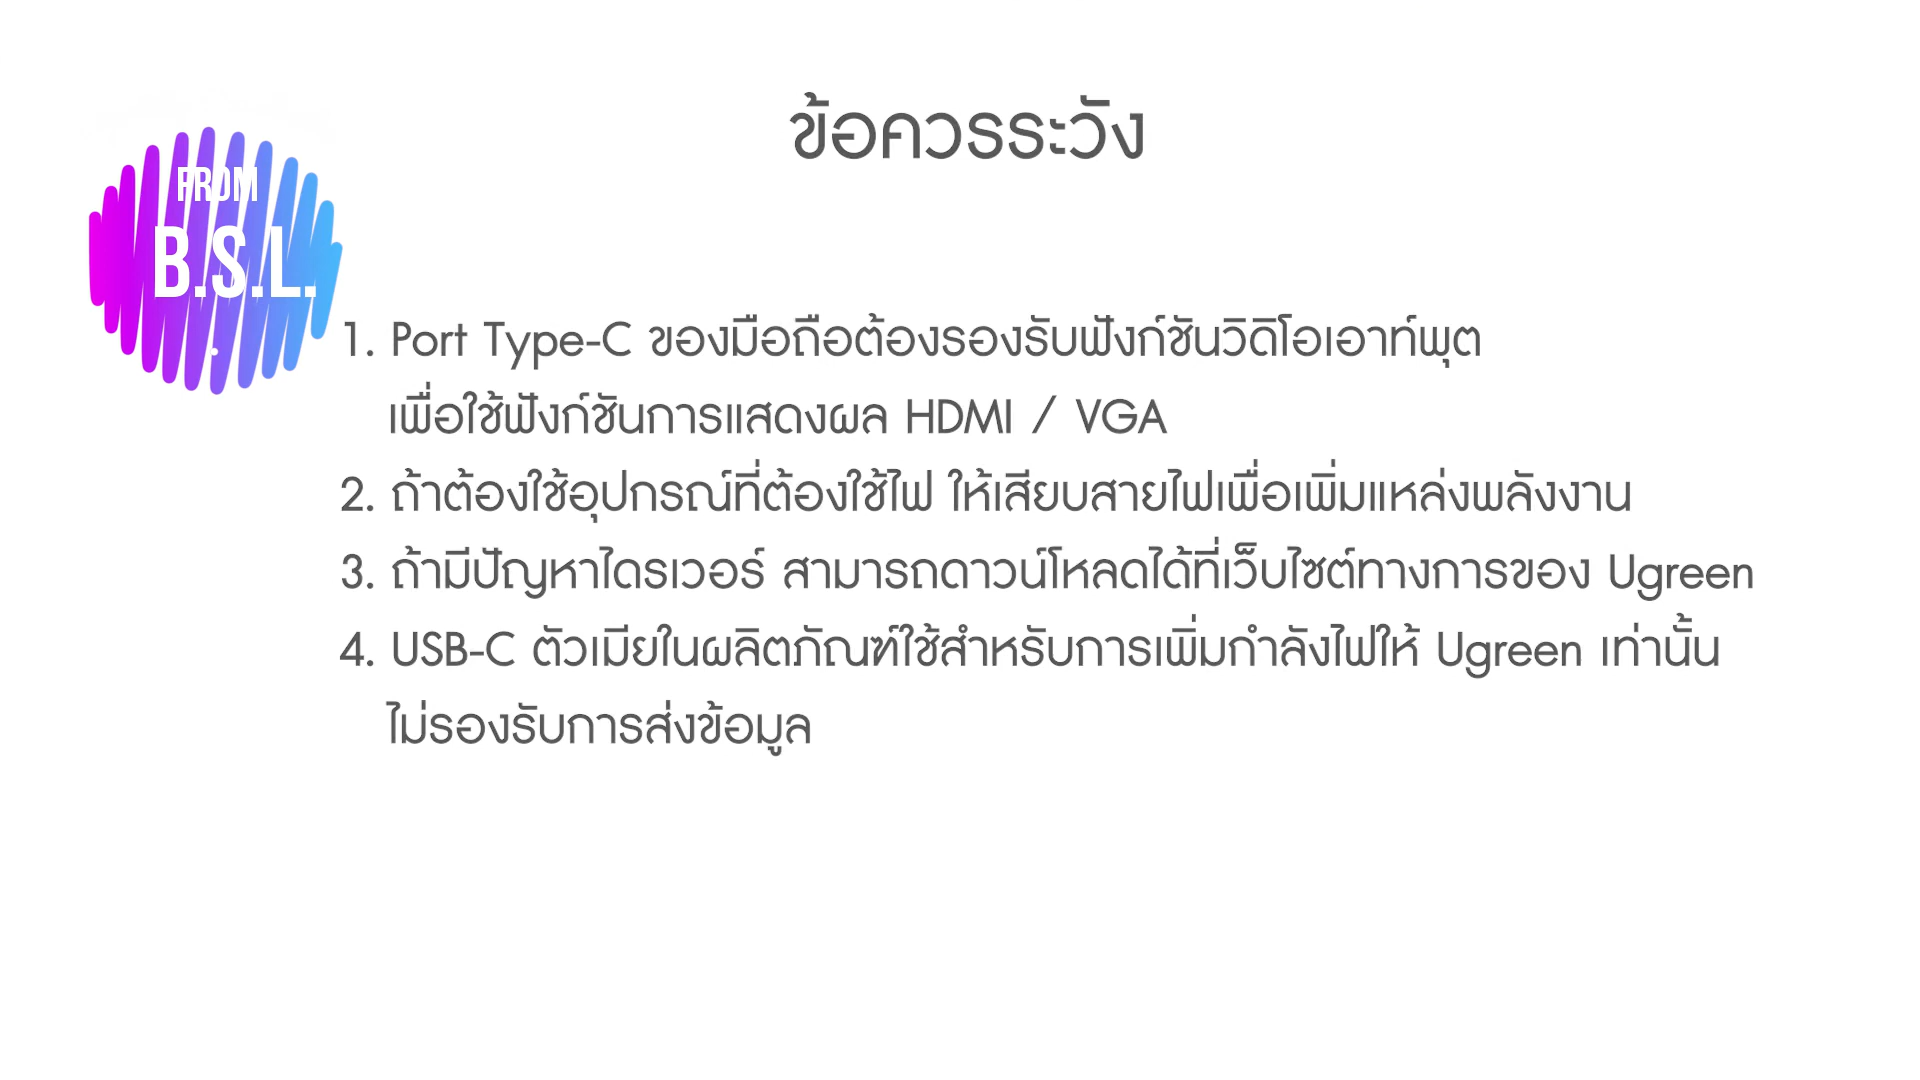 ข้อควรระวัง
FROM
B.S.L.
1. Port Type-C ของมือถือต้องรองรับฟังก์ชันวิดิโอเอาท์พุต
เพื่อใช้ฟังก์ชันการแสดงผล HDMI / VGA
2. ถ้าต้องใช้อุปกรณ์ที่ต้องใช้ไฟ ให้เสียบสายไฟเพื่อเพิ่มแหล่งพลังงาน
3. ถ้ามีปัญหาไดรเวอร์ สามารถดาวน์โหลดได้ที่เว็บไซต์ทางการของ Ugreen
4. USB-C ตัวเมียในผลิตภัณฑ์ใช้สำหรับการเพิ่มกำลังไฟให้ Ugreen เท่านั้น
ไม่รองรับการส่งข้อมูล